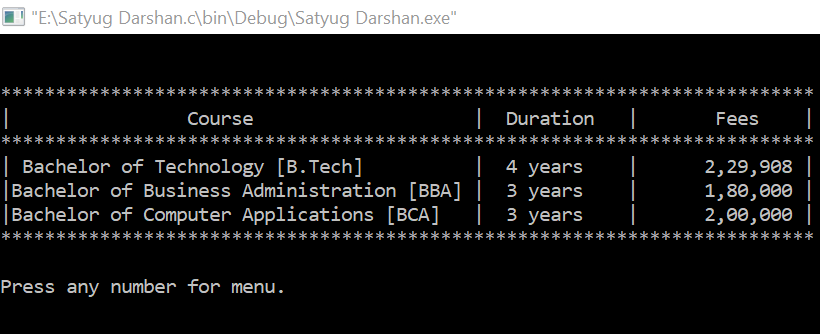 "E:\Satyug Darshan.c\bin\Debug\Satyug Darshan.exe"
**************************************************************************
|                Course                    |  Duration   |       Fees    |
**************************************************************************
| Bachelor of Technology [B.Tech]          |  4 years    |      2,29,908 |
|Bachelor of Business Administration [BBA] |  3 years    |      1,80,000 |
|Bachelor of Computer Applications [BCA]   |  3 years    |      2,00,000 |
**************************************************************************
Press any number for menu.